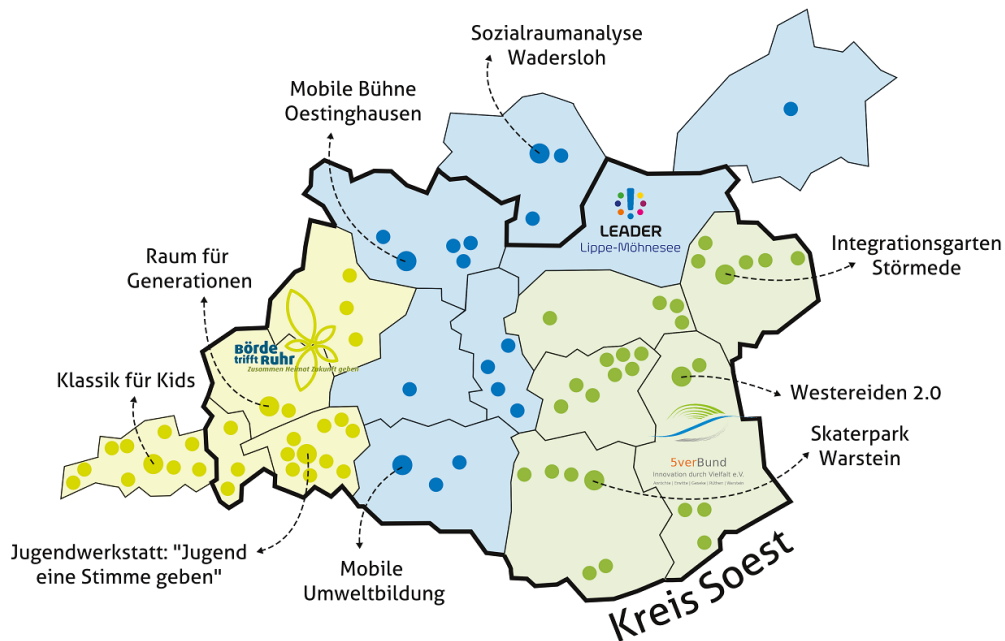 Sozialraumanalyse
Wadersloh
Mobile Bühne
Oestinghausen
LEADER
Lippe-Möhnesee
Integrationsgarten
Störmede
Raum für
Generationen
Börde
trifft Ruhr
Zusammen Heimat Zukunft geben
Klassik für Kids
Westereiden 2.0
Skaterpark
Warstein
5verBund
Innovation durch Vielfalt e.V.
Jugendwerkstatt: "Jugend
eine Stimme geben"
Mobile
Umweltbildung
Kreis Soest